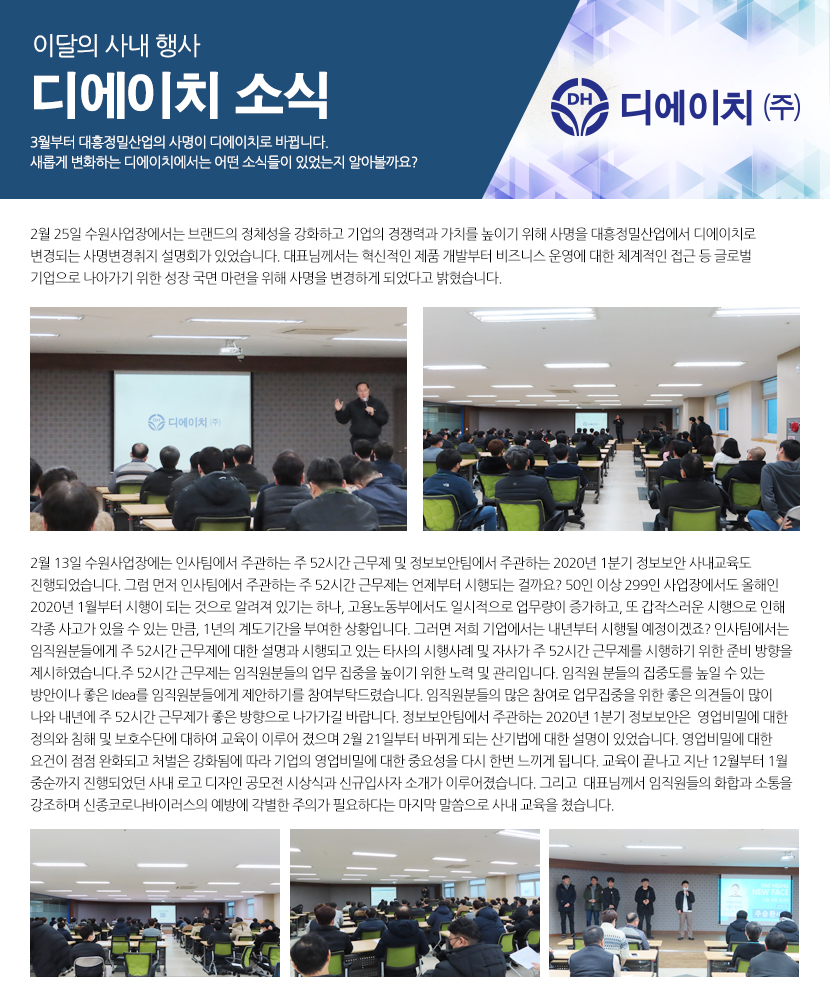 이달의 사내 행사
디에이치 소식
3월부터 대흥정밀산업의 사명이 디에이치로 바뀝니다.
새롭게 변화하는 디에이치에서는 어떤 소식들이 있었는지 알아볼까요?
DH 디에이치 (주)
2월 25일 수원사업장에서는 브랜드의 정체성을 강화하고 기업의 경쟁력과 가치를 높이기 위해 사명을 대흥정밀산업에서 디에이치로
변경되는 사명변경취지 설명회가 있었습니다. 대표님께서는 혁신적인 제품 개발부터 비즈니스 운영에 대한 체계적인 접근 등 글로벌
기업으로 나아가기 위한 성장 국면 마련을 위해 사명을 변경하게 되었다고 밝혔습니다.
DH 디에이치 (주)
2월 13일 수원사업장에는 인사팀에서 주관하는 주 52시간 근무제 및 정보보안팀에서 주관하는 2020년 1분기 정보보안 사내교육도
진행되었습니다. 그럼 먼저 인사팀에서 주관하는 주 52시간 근무제는 언제부터 시행되는 걸까요? 50인 이상 299인 사업장에서도 올해인
2020년 1월부터 시행이 되는 것으로 알려져 있기는 하나, 고용노동부에서도 일시적으로 업무량이 증가하고, 또 갑작스러운 시행으로 인해
각종 사고가 있을 수 있는 만큼, 1년의 계도기간을 부여한 상황입니다. 그러면 저희 기업에서는 내년부터 시행될 예정이겠죠? 인사팀에서는
임직원분들에게 주 52시간 근무제에 대한 설명과 시행되고 있는 타사의 시행사례 및 자사가 주 52시간 근무제를 시행하기 위한 준비 방향을
제시하였습니다.주 52시간 근무제는 임직원분들의 업무 집중을 높이기 위한 노력 및 관리입니다. 임직원 분들의 집중도를 높일 수 있는
방안이나 좋은 Idea를 임직원분들에게 제안하기를 참여부탁드렸습니다. 임직원분들의 많은 참여로 업무집중을 위한 좋은 의견들이 많이
나와 내년에 주 52시간 근무제가 좋은 방향으로 나가가길 바랍니다. 정보보안팀에서 주관하는 2020년 1분기 정보보안은 영업비밀에 대한
정의와 침해 및 보호수단에 대하여 교육이 이루어 졌으며 2월 21일부터 바뀌게 되는 산기법에 대한 설명이 있었습니다. 영업비밀에 대한
요건이 점점 완화되고 처벌은 강화됨에 따라 기업의 영업비밀에 대한 중요성을 다시 한번 느끼게 됩니다. 교육이 끝나고 지난 12월부터 1월
중순까지 진행되었던 사내 로고 디자인 공모전 시상식과 신규입사자 소개가 이루어졌습니다. 그리고 대표님께서 임직원들의 화합과 소통을
강조하며 신종코로나바이러스의 예방에 각별한 주의가 필요하다는 마지막 말씀으로 사내 교육을 쳤습니다.
NEW FACE